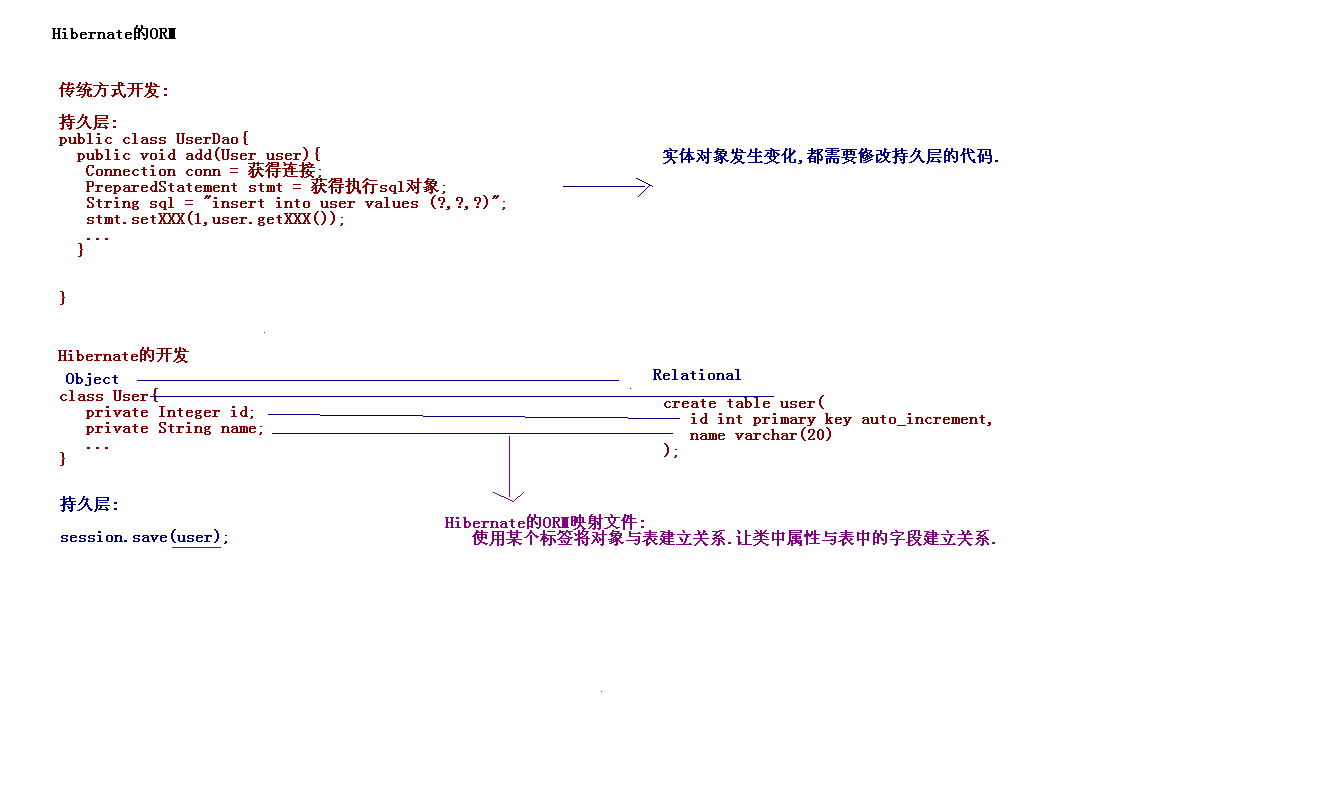 Hibernate的ORM
传统方式开发:
持久层:
public class UserDao{
public void add(User user){
Connection conn = 获得连接;
PreparedStatement stmt = 获得执行sql对象;
String sql = "insert into user values (?,?,?)";
stmt.setXXX(1,user.getXXX());
...
}
}
实体对象发生变化,都需要修改持久层的代码.
Hibernate的开发
Object
Relational
class User{
private Integer id;
private String name;
...
}
create table user(
id int primary key auto_increment,
name varchar(20)
);
持久层:
session.save(user);
Hibernate的ORM映射文件:
使用某个标签将对象与表建立关系.让类中属性与表中的字段建立关系.